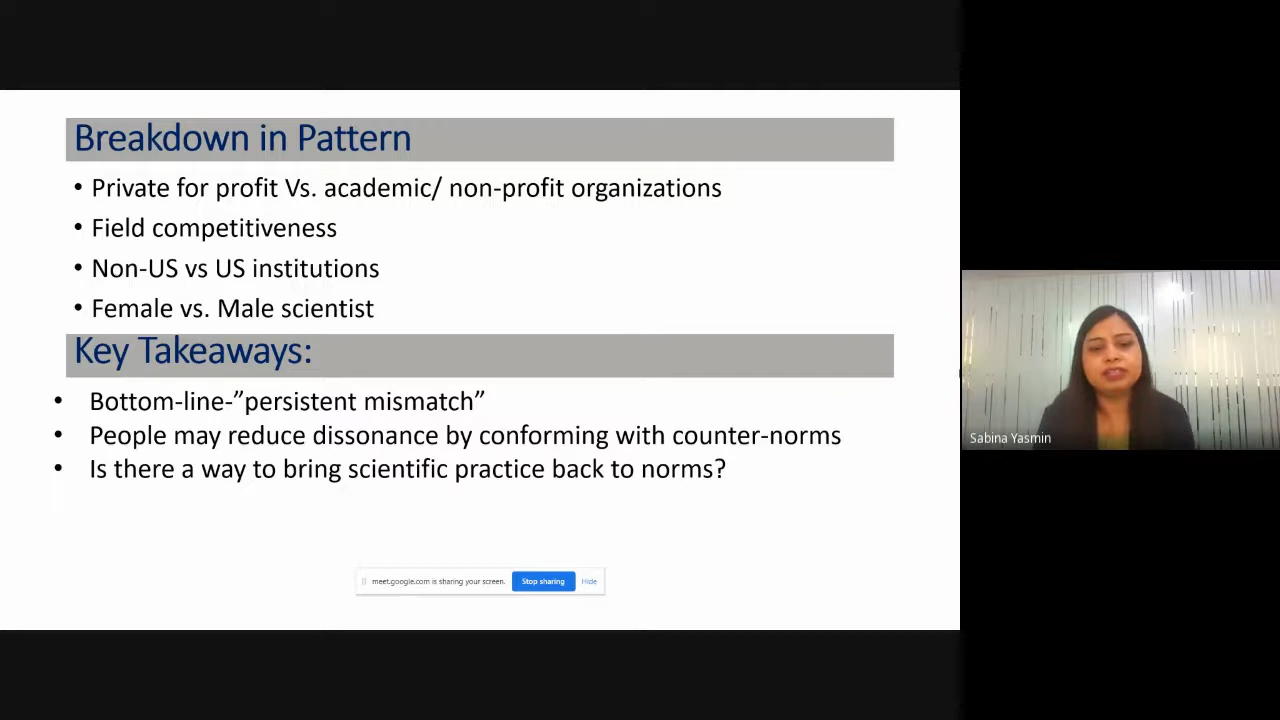 Breakdown in Pattern
• Private for profit Vs. academic/ non-profit organizations
• Field competitiveness
• Non-US vs US institutions
• Female vs. Male scientist
Key Takeaways:
• Bottom-line-”persistent mismatch”
• People may reduce dissonance by conforming with counter-norms
• Is there a way to bring scientific practice back to norms?
meet.google.com is sharing your screen. Stop sharing Hide
Sabina Yasmin